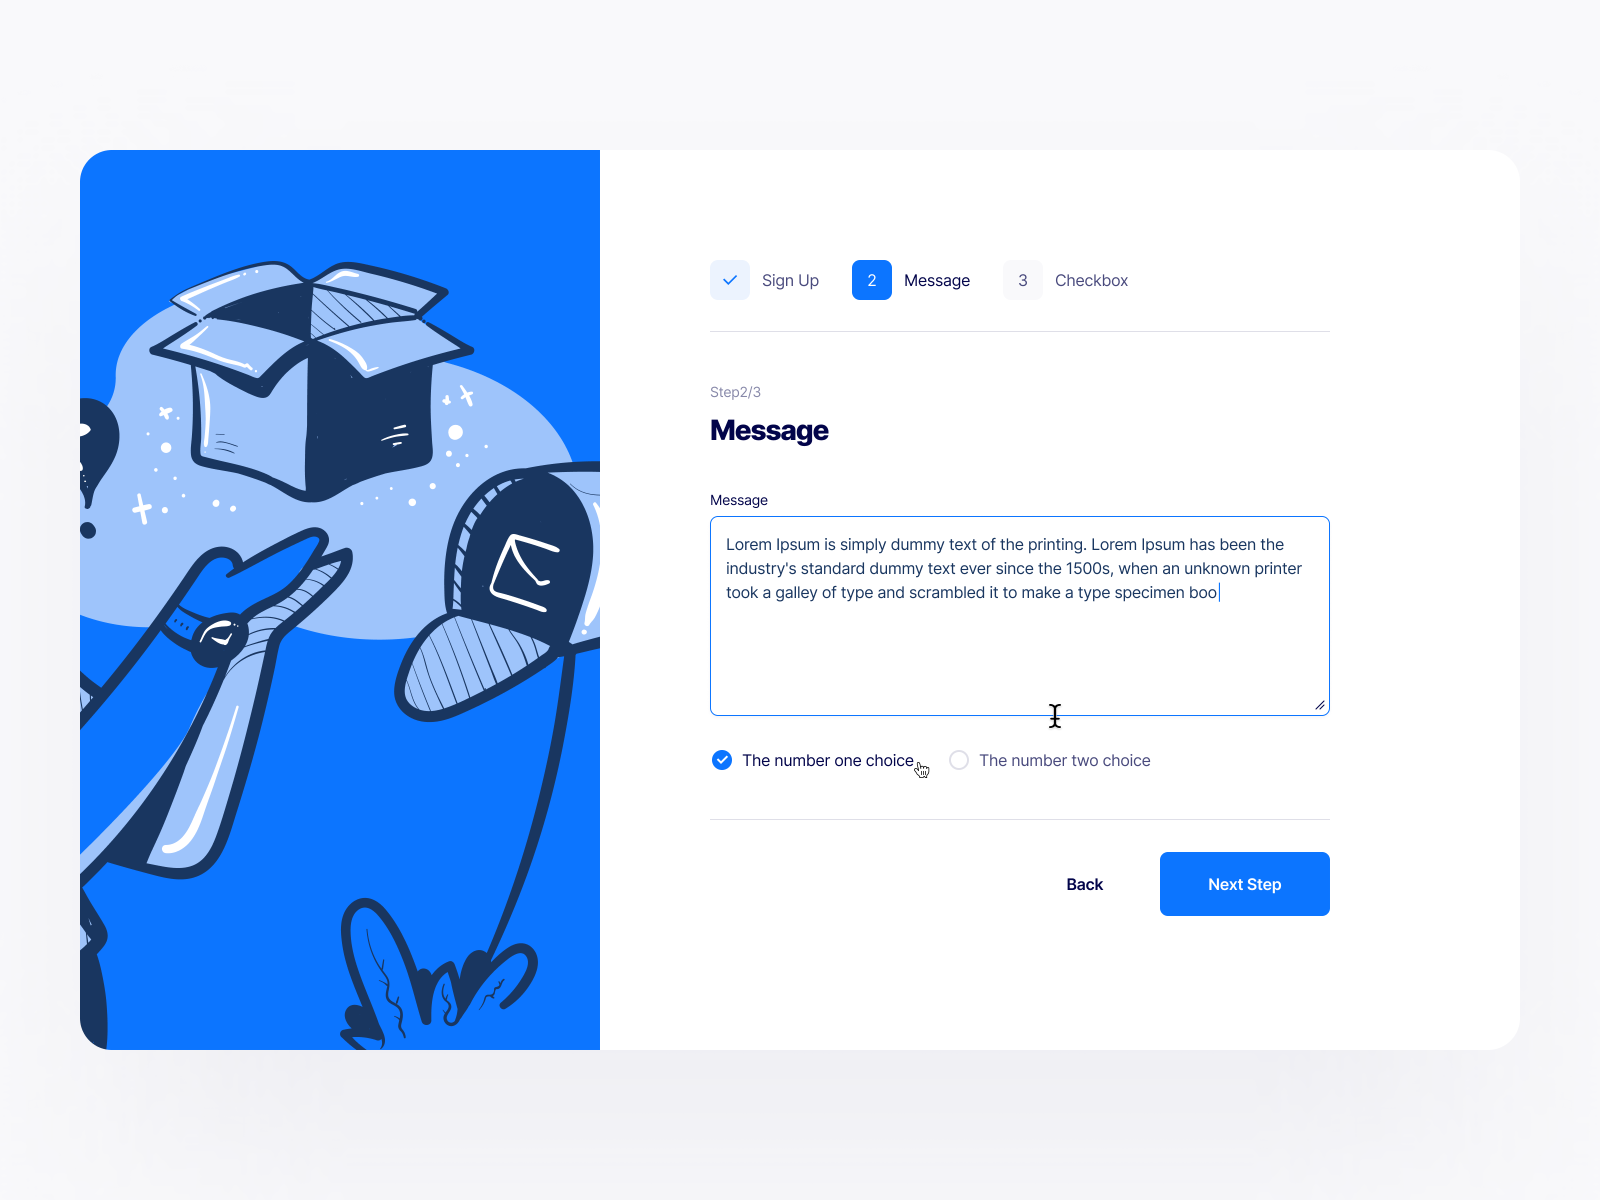 Sign Up
2 Message
3 Checkbox
Step2/3
Message
Message
Lorem Ipsum is simply dummy text of the printing. Lorem Ipsum has been the
industry's standard dummy text ever since the 1500s, when an unknown printer
took a galley of type and scrambled it to make a type specimen boo
The number one choice
The number two choice
Back
Next Step